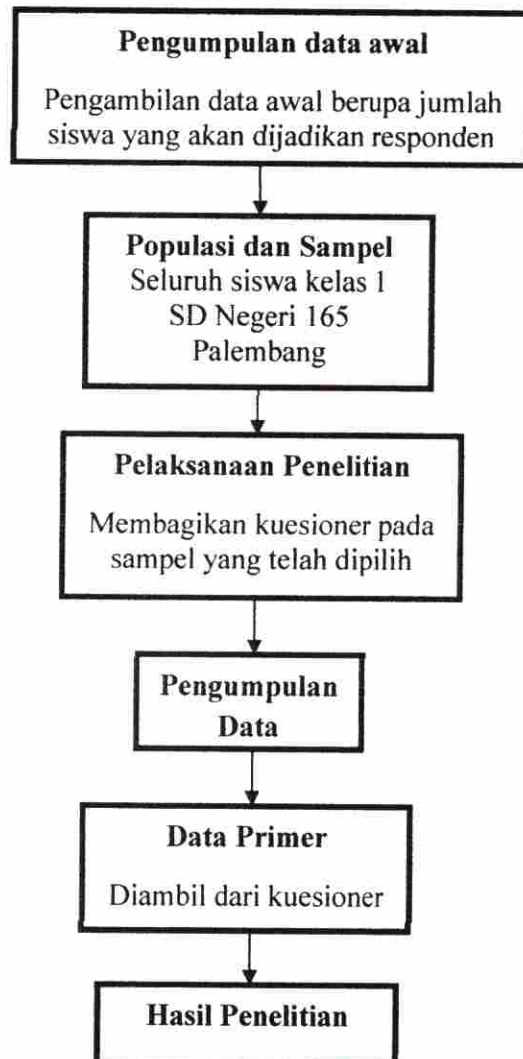 Pengumpulan data awal
Pengambilan data awal berupa jumlah
siswa yang akan dijadikan responden
Populasi dan Sampel
Seluruh siswa kelas 1
SD Negeri 165
Palembang
Pelaksanaan Penelitian
Membagikan kuesioner pada
sampel yang telah dipilih
Pengumpulan
Data
Data Primer
Diambil dari kuesioner
Hasil Penelitian